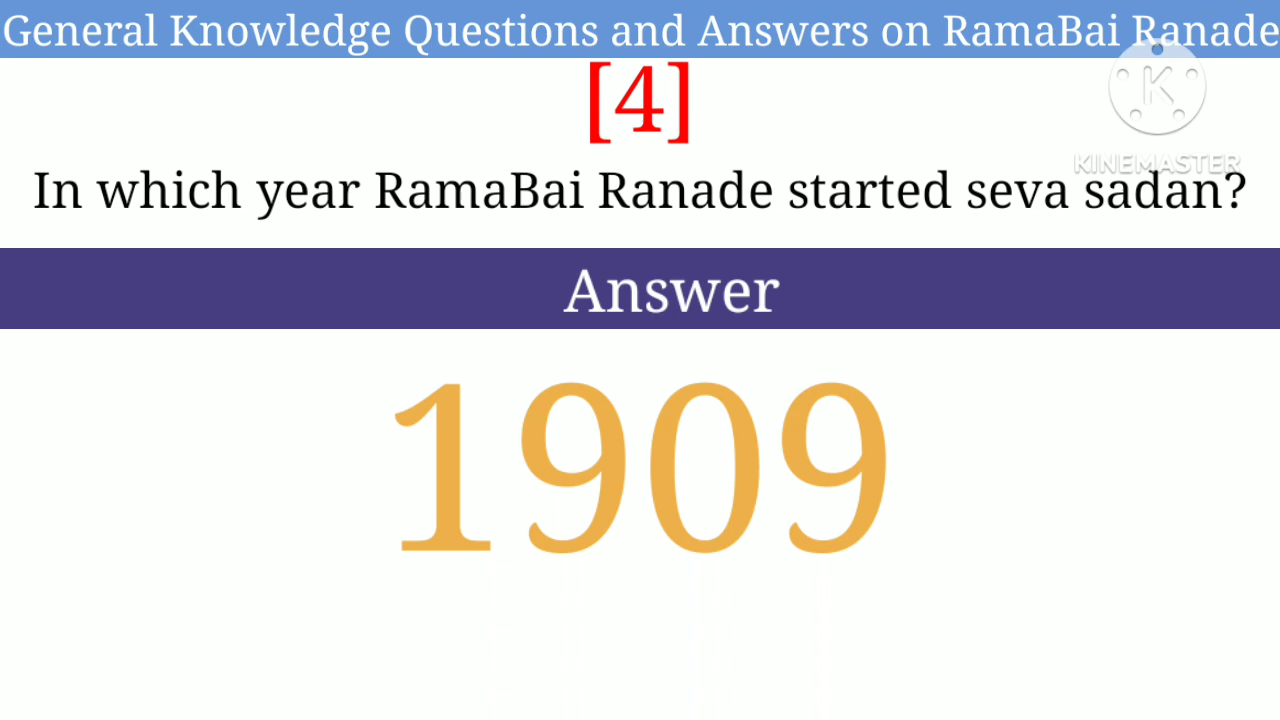 General Knowledge Questions and Answers on RamaBai Ranade
[4]
K
KINEMASTER
In which year RamaBai Ranade started seva sadan?
Answer
1909